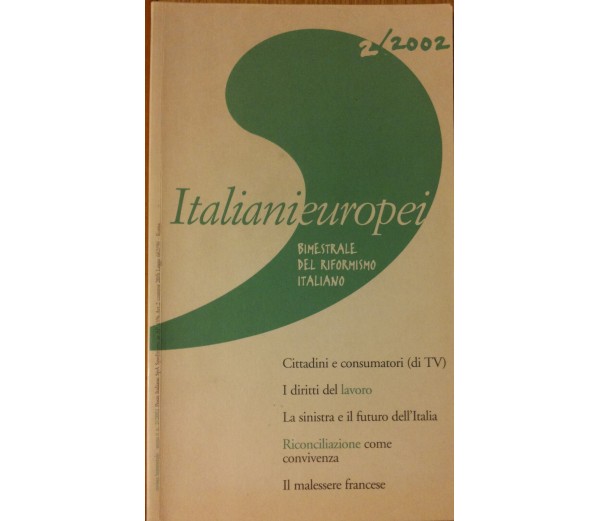 2/2002
Italianieuropei
BIMESTRALE
DEL RIFORMISMO
ITALIANO
Cittadini e consumatori (di TV)
I diritti del lavoro
La sinistra e il futuro dell'Italia
Riconciliazione come
convivenza
Il malessere francese